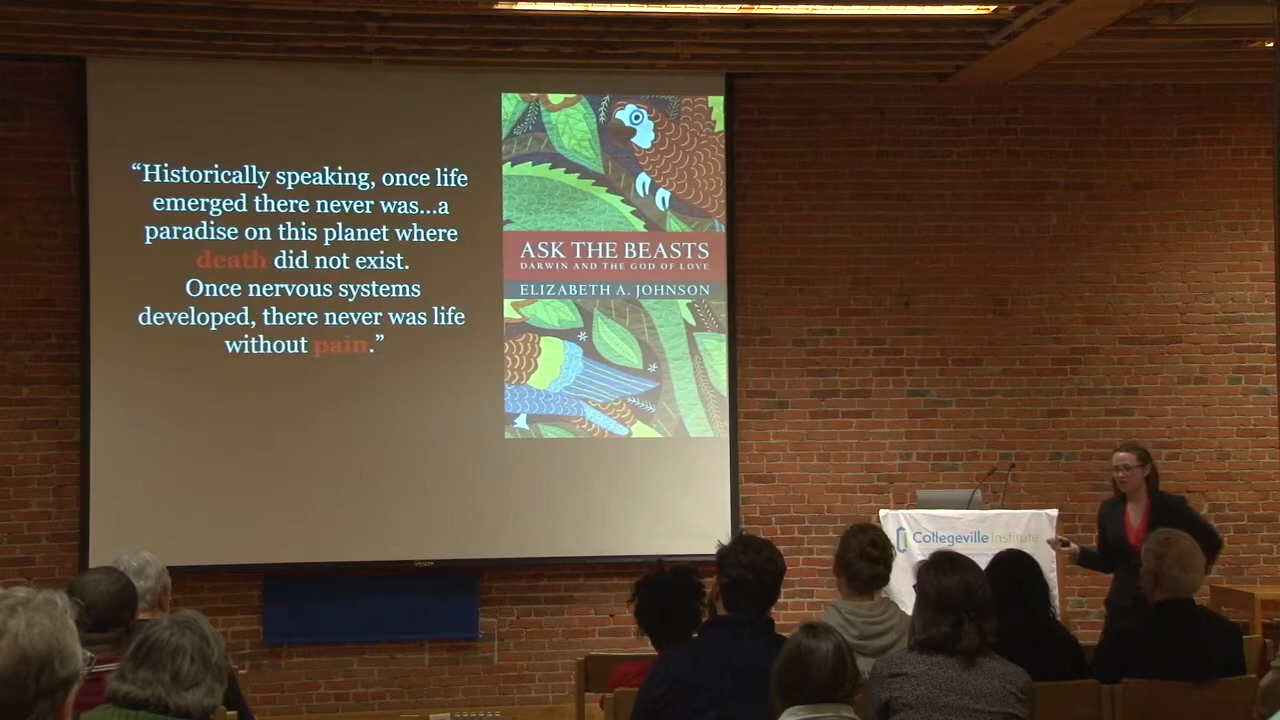 “Historically speaking, once life
emerged there never was...a
paradise on this planet where
death did not exist.
Once nervous systems
developed, there never was life
without pain.”
ASK THE BEASTS
DARWIN AND THE GOD OF LOVE
ELIZABETH A. JOHNSON
Collegeville Institute